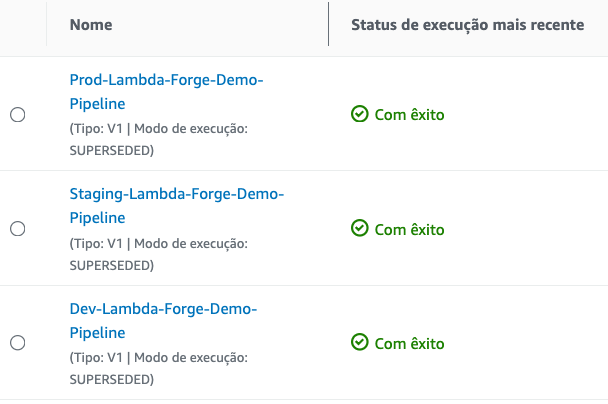 Nome
Status de execução mais recente
Prod-Lambda-Forge-Demo-
Pipeline
(Tipo: V1 | Modo de execução:
SUPERSEDED)
Com êxito
Staging-Lambda-Forge-Demo-
Pipeline
(Tipo: V1 | Modo de execução:
SUPERSEDED)
Com êxito
Dev-Lambda-Forge-Demo-
Pipeline
(Tipo: V1 | Modo de execução:
SUPERSEDED)
Com êxito